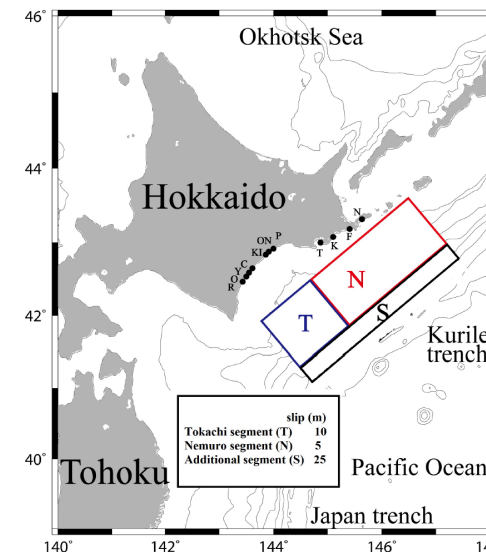 46°
Okhotsk Sea
44°
Hokkaido
N
P
ON
F
KI
K
T
C
Y
O
R
N
42°
T
S
Kurile
trench
slip (m)
Tokachi segment (T) 10
Nemuro segment (N) 5
Additional segment (S) 25
40°
Tohoku
Pacific Ocean
Japan trench
140° 142° 144° 146° 14